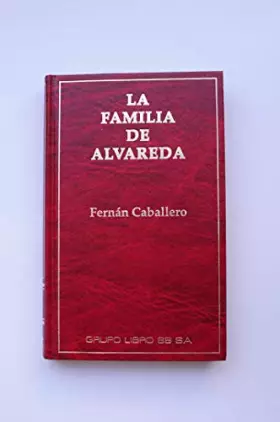 LA
FAMILIA
DE
ALVAREDA
Fernán Caballero
GRUPO LIBRO 88 S.A.